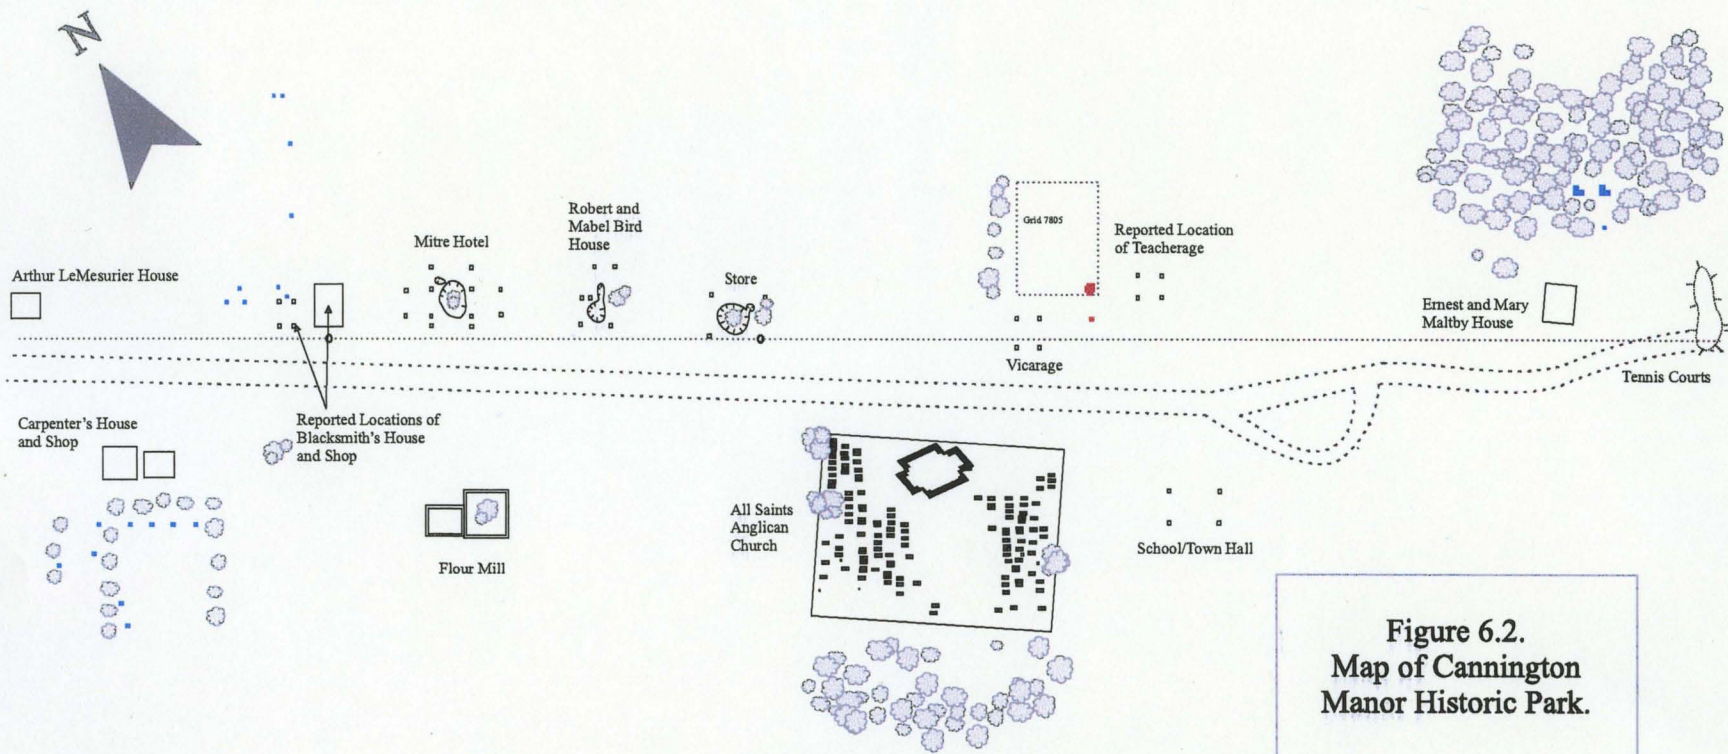 N
Arthur LeMesurier House
Mitre Hotel
Robert and
Mabel Bird
House
Store
Grid 7805
Reported Location
of Teacherage
Ernest and Mary
Maltby House
Tennis Courts
Vicarage
Carpenter's House
and Shop
Reported Locations of
Blacksmith's House
and Shop
Flour Mill
All Saints
Anglican
Church
School/Town Hall
Figure 6.2.
Map of Cannington
Manor Historic Park.